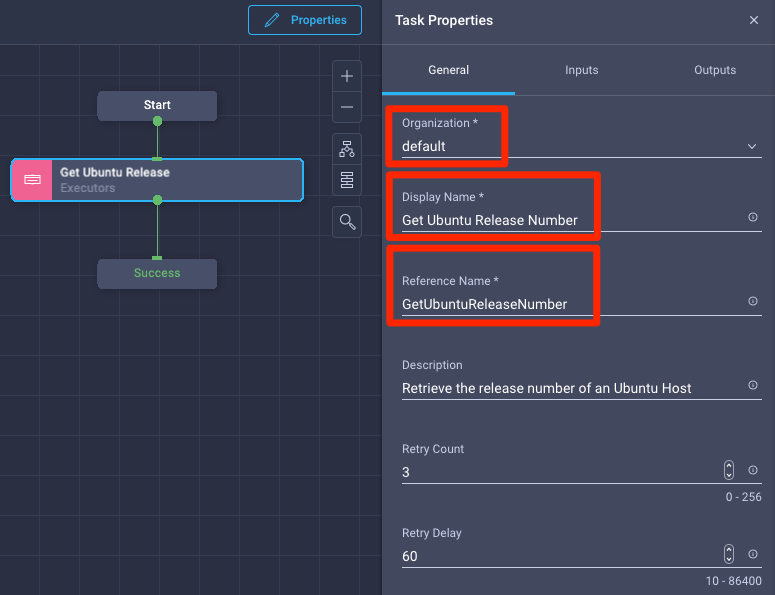 Properties
Start
Get Ubuntu Release
Executors
Success
Task Properties
General
Inputs
Outputs
Organization *
default
Display Name *
Get Ubuntu Release Number
Reference Name *
GetUbuntuReleaseNumber
Description
Retrieve the release number of an Ubuntu Host
Retry Count
3
0 - 256
Retry Delay
60
10 - 86400